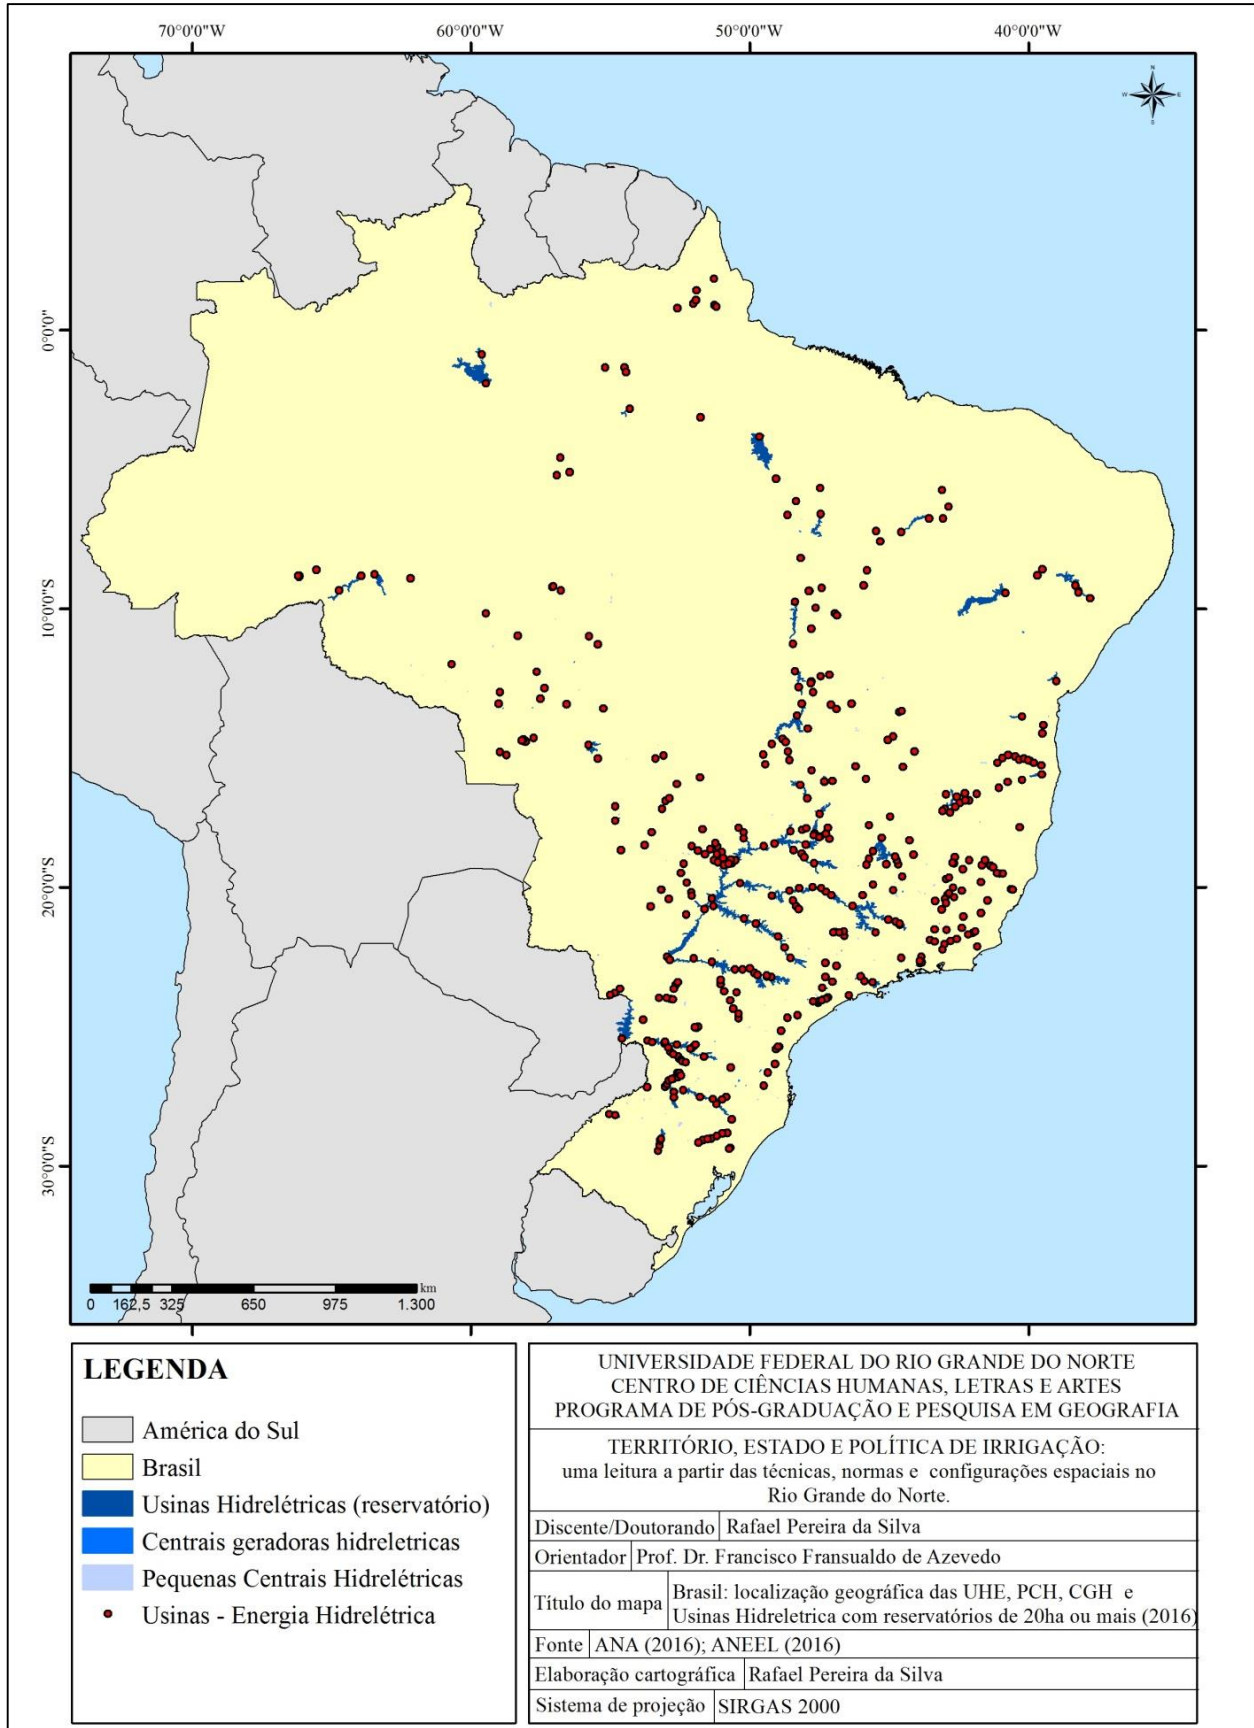 70°0'0"W
60°0'0"W
50°0'0"W
40°0'0"W
N
W
E
S
0°0'0"
10°0'0"S
20°0'0"S
30°0'0"S
km
0 162,5 325 650 975 1.300
LEGENDA
América do Sul
Brasil
Usinas Hidrelétricas (reservatório)
Centrais geradoras hidreletricas
Pequenas Centrais Hidrelétricas
Usinas - Energia Hidrelétrica
UNIVERSIDADE FEDERAL DO RIO GRANDE DO NORTE
CENTRO DE CIÊNCIAS HUMANAS, LETRAS E ARTES
PROGRAMA DE PÓS-GRADUAÇÃO E PESQUISA EM GEOGRAFIA
TERRITÓRIO, ESTADO E POLÍTICA DE IRRIGAÇÃO:
uma leitura a partir das técnicas, normas e configurações espaciais no
Rio Grande do Norte.
Discente/Doutorando Rafael Pereira da Silva
Orientador Prof. Dr. Francisco Fransualdo de Azevedo
Título do mapa Brasil: localização geográfica das UHE, PCH, CGH e
Usinas Hidreletrica com reservatórios de 20ha ou mais (2016)
Fonte ANA (2016); ANEEL (2016)
Elaboração cartográfica Rafael Pereira da Silva
Sistema de projeção SIRGAS 2000